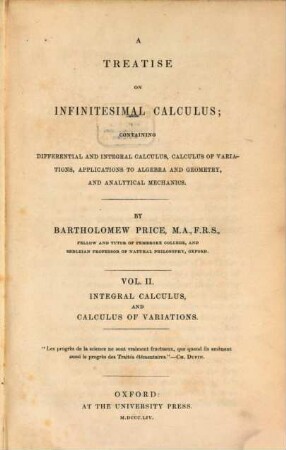 A
TREATISE
ON
INFINITESIMAL CALCULUS;
CONTAINING
DIFFERENTIAL AND INTEGRAL CALCULUS, CALCULUS OF VARIA-
TIONS, APPLICATIONS TO ALGEBRA AND GEOMETRY,
AND ANALYTICAL MECHANICS.
BY
BARTHOLOMEW PRICE, M.A., F.R.S.,
FELLOW AND TUTOR OF PEMBROKE COLLEGE, AND
SEDLEIAN PROFESSOR OF NATURAL PHILOSOPHY, OXFORD.
VOL. II.
INTEGRAL CALCULUS,
AND
CALCULUS OF VARIATIONS.
"Les progrès de la science ne sont vraiment fructueux, que quand ils amènent
aussi le progrès des Traités élémentaires."—CH. DUPIN.
OXFORD:
AT THE UNIVERSITY PRESS.
M.DCCC.LIV.